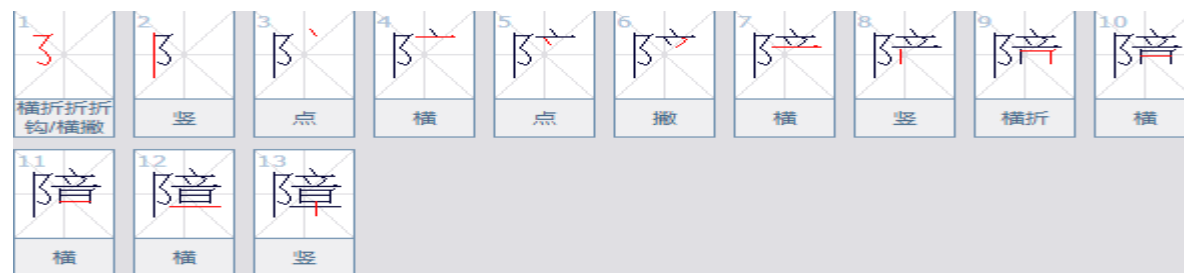 1 2 3 4 5 6 7 8 9 10
横折折折钩/横撇 竖 点 横 点 撇 横 竖 横折 横
11 12 13
横 横 竖